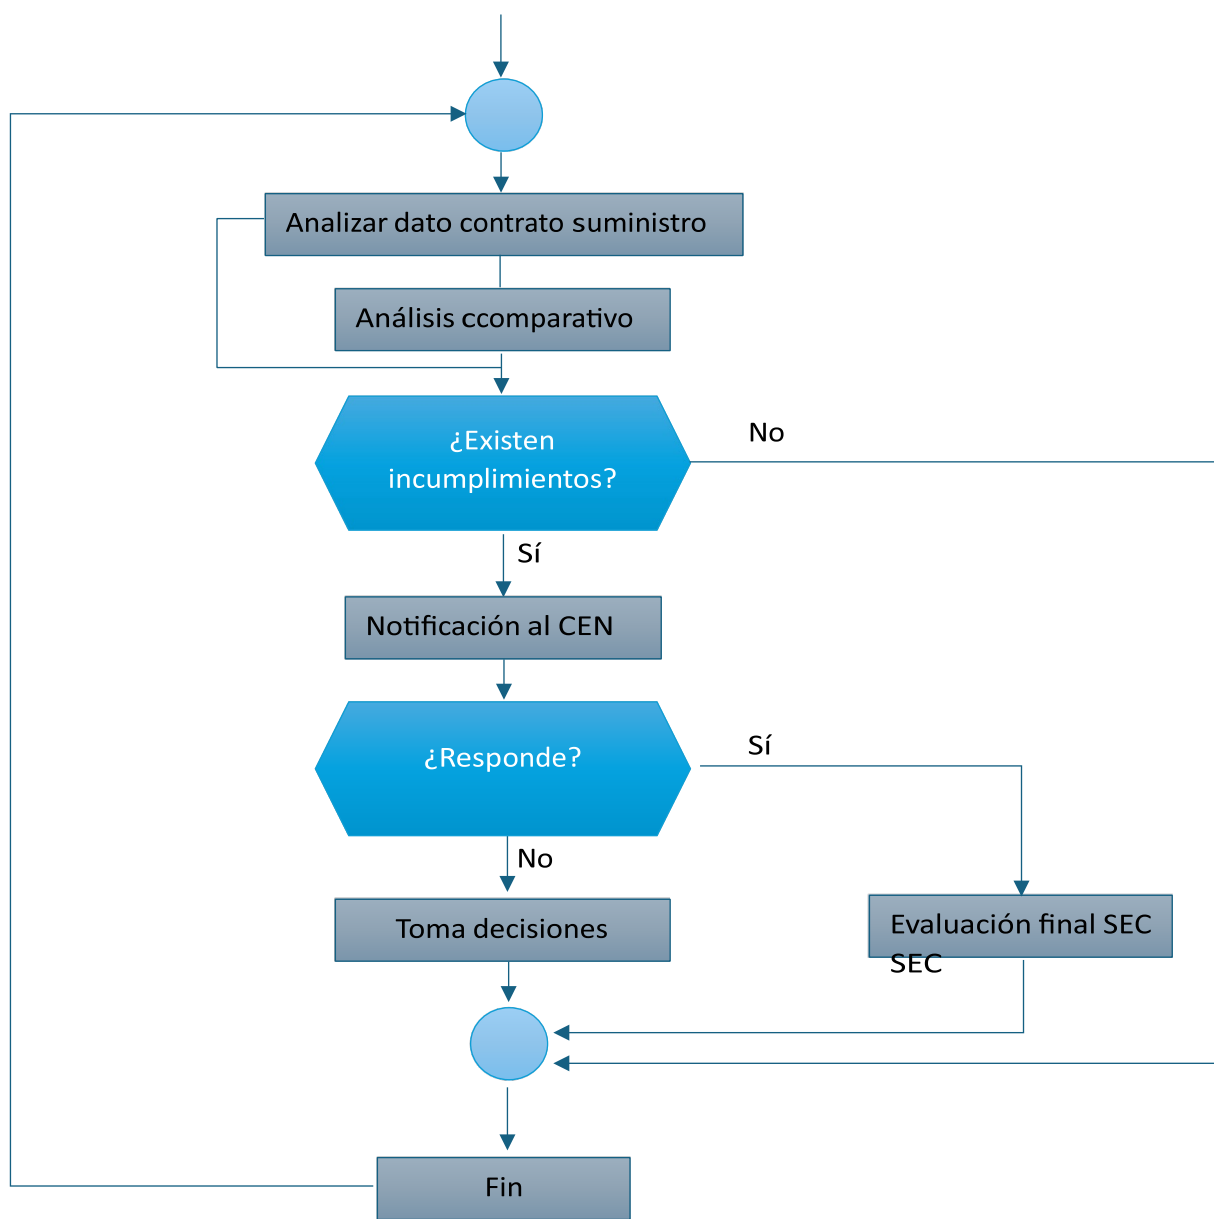 Analizar dato contrato suministro
Análisis ccomparativo
¿Existen
incumplimientos?
No
Sí
Notificación al CEN
¿Responde?
Sí
No
Toma decisiones
Evaluación final SEC
SEC
Fin